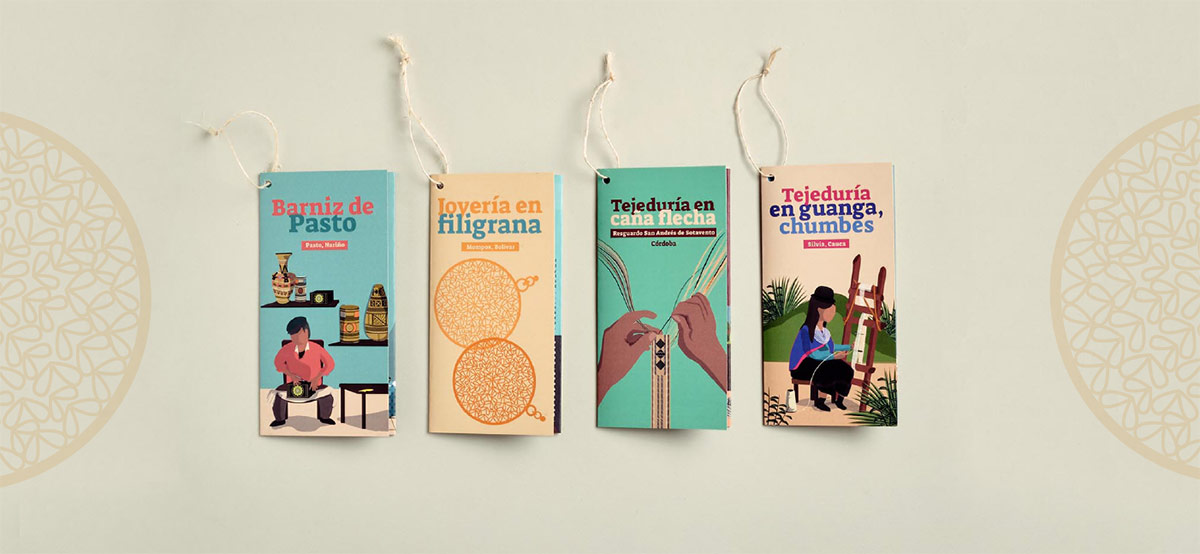 Barniz de
Pasto
Pasto, Nariño
Joyería en
filigrana
Mompox, Bolívar
Tejeduría en
caña flecha
Resguardo San Andrés de Sotavento
Córdoba
Tejeduría
en guanga,
chumbes
Silvia, Cauca